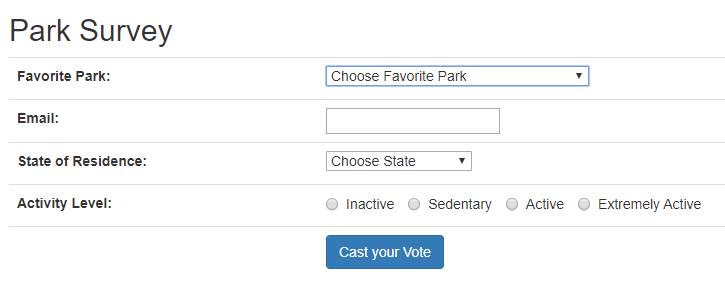 Park Survey
Favorite Park: Choose Favorite Park
Email:
State of Residence: Choose State
Activity Level: Inactive Sedentary Active Extremely Active
Cast your Vote